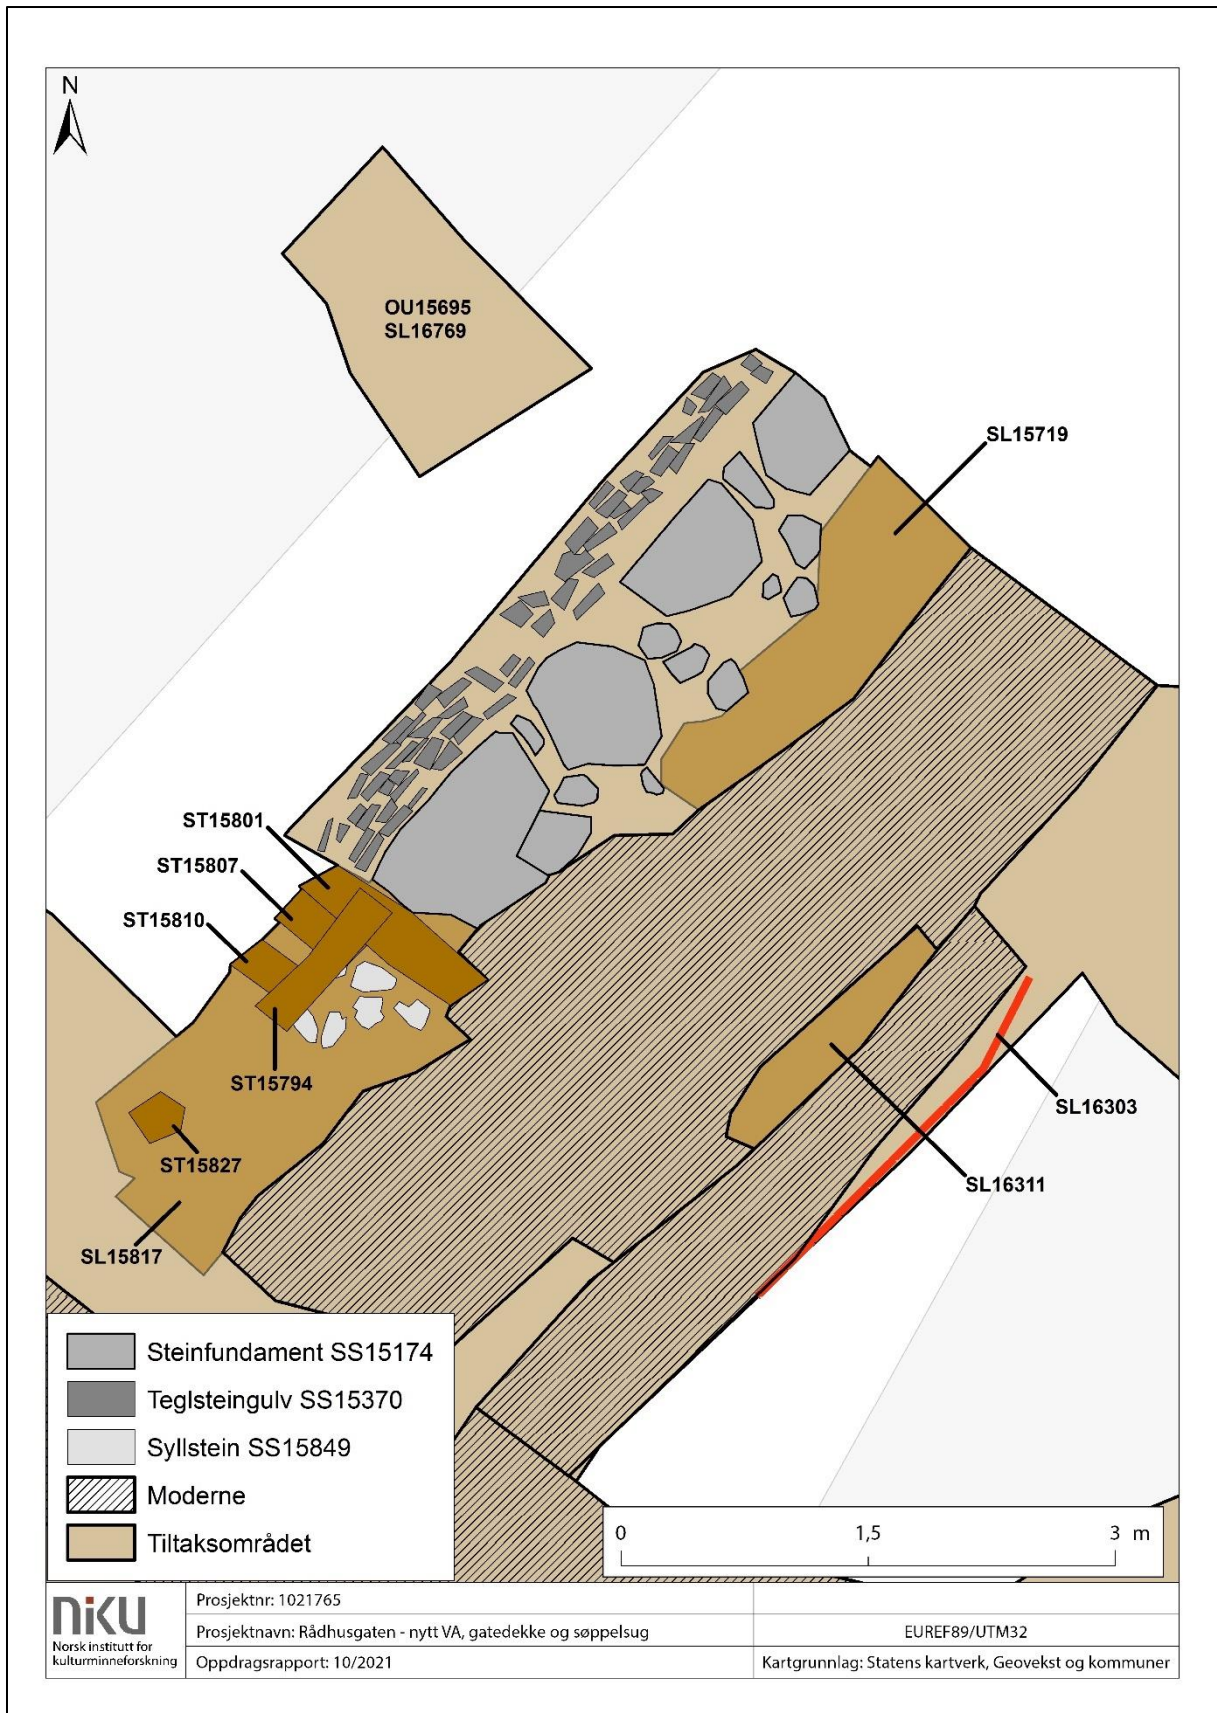 N
OU15695
SL16769
SL15719
ST15801
ST15807
ST15810
ST15794
SL16303
ST15827
SL16311
SL15817
Steinfundament SS15174
Teglsteingulv SS15370
Syllstein SS15849
Moderne
Tiltaksområdet
0 1,5 3 m
niku
Norsk institutt for
kulturminneforskning
Prosjektnr: 1021765
Prosjektnavn: Rådhusgaten - nytt VA, gatedekke og søppelsug
EUREF89/UTM32
Oppdragsrapport: 10/2021
Kartgrunnlag: Statens kartverk, Geovekst og kommuner